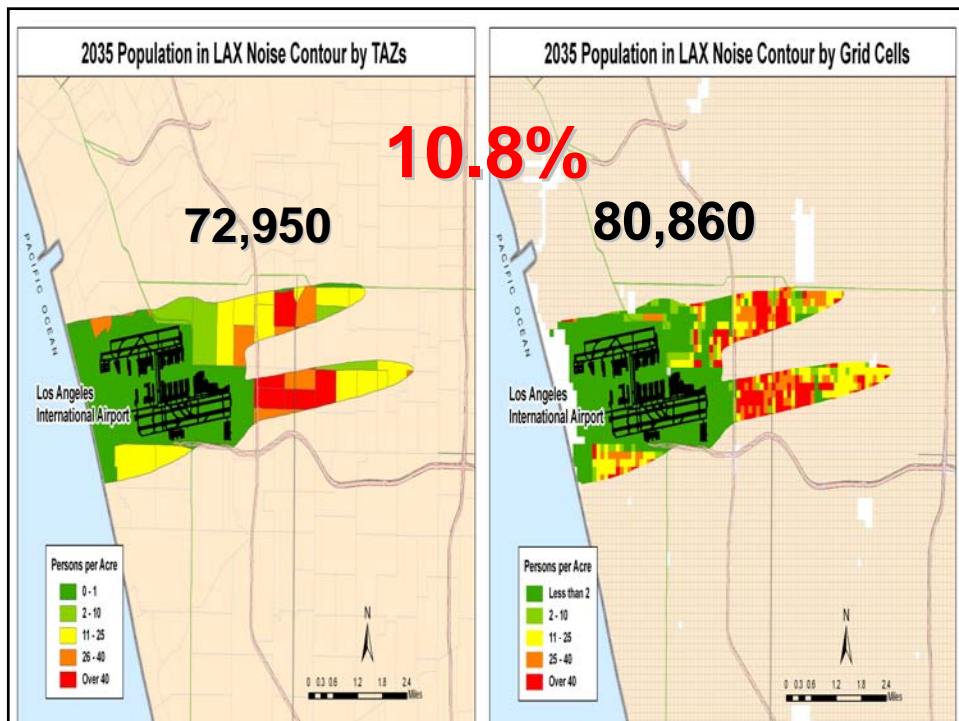 2035 Population in LAX Noise Contour by TAZs
2035 Population in LAX Noise Contour by Grid Cells
10.8%
72,950
80,860
PACIFIC OCEAN
Los Angeles
International Airport
Persons per Acre
0 - 1
2 - 10
11 - 25
25 - 40
Over 40
N
0 0.3 0.6 1.2 1.8 2.4
Miles
PACIFIC OCEAN
Los Angeles
International Airport
Persons per Acre
Less than 2
2 - 10
11 - 25
25 - 40
Over 40
N
0 0.3 0.6 1.2 1.8 2.4
Miles